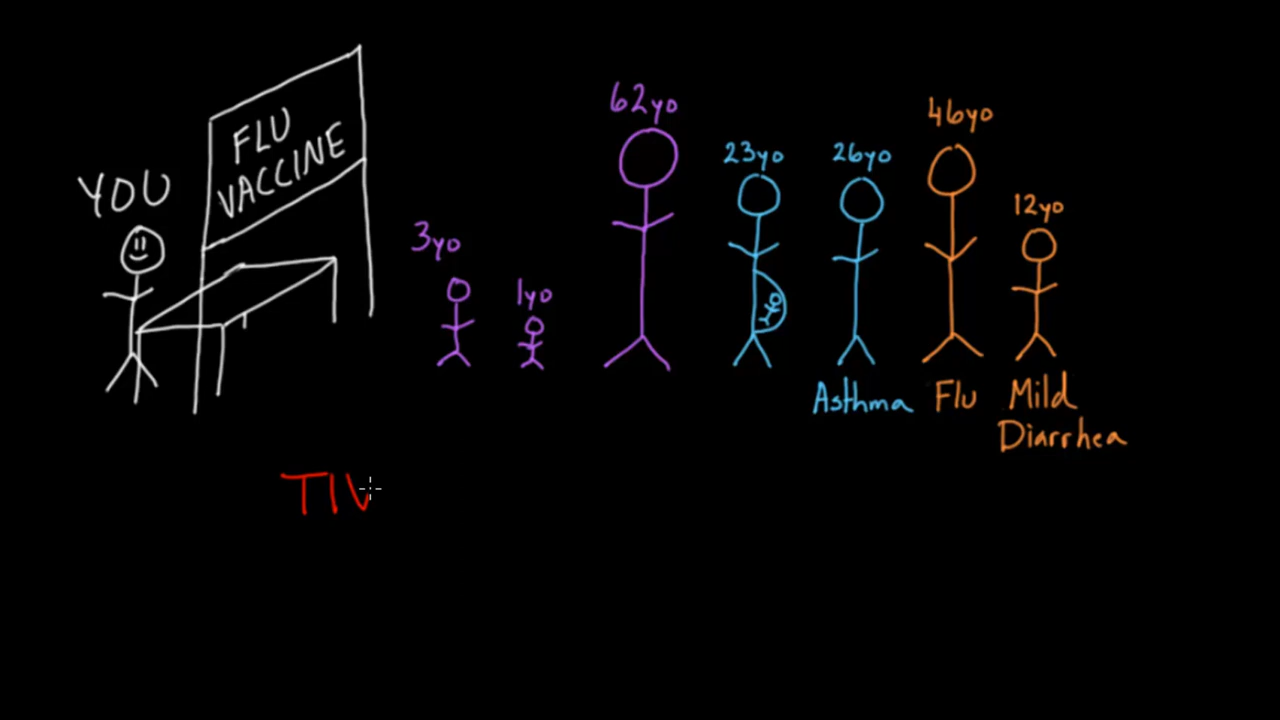 YOU
FLU
VACCINE
3yo
1yo
62yo
23yo
26yo
46yo
12yo
Asthma
Flu
Mild
Diarrhea
TIV